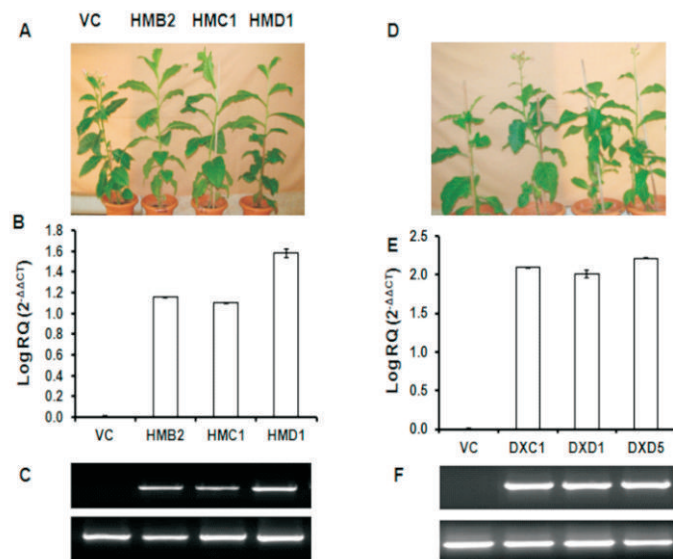 A
VC HMB2 HMC1 HMD1
D
B
Log RQ (2-ΔΔCT)
1.8
1.6
1.4
1.2
1.0
0.8
0.6
0.4
0.2
0.0
VC HMB2 HMC1 HMD1
E
Log RQ (2-ΔΔCT)
2.5
2.0
1.5
1.0
0.5
0.0
VC DXC1 DXD1 DXD5
C
F